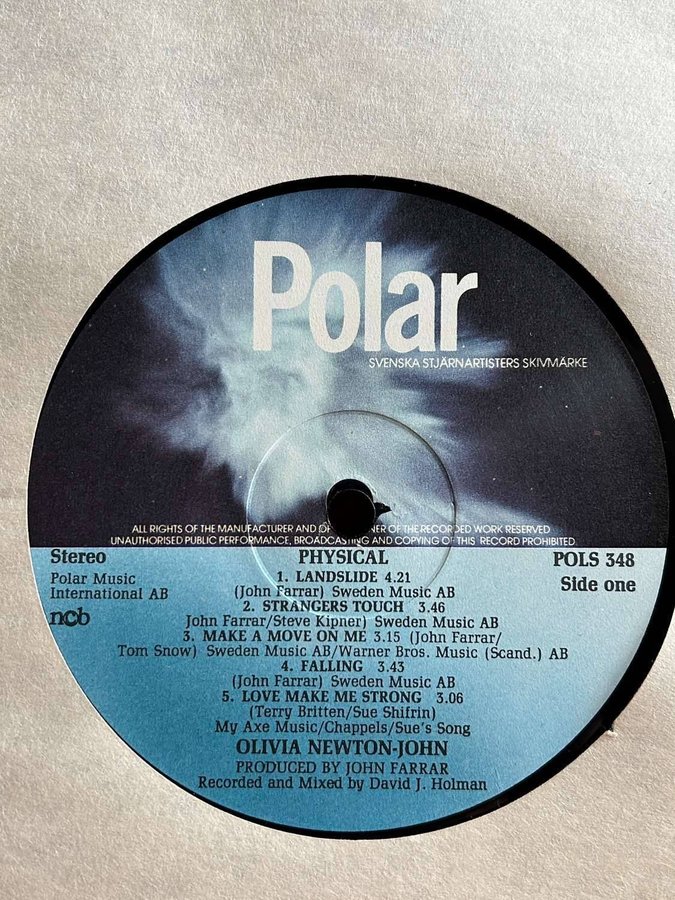 Polar
SVENSKA STJÄRNARTISTERS SKIVMÄRKE
ALL RIGHTS OF THE MANUFACTURER AND OF OWNER OF THE RECORDED WORK RESERVED
UNAUTHORISED PUBLIC PERFORMANCE, BROADCASTING AND COPYING OF THIS RECORD PROHIBITED
Stereo
Polar Music
International AB
ncb
PHYSICAL
POLS 348
Side one
1. LANDSLIDE 4.21
(John Farrar) Sweden Music AB
2. STRANGERS TOUCH 3.46
John Farrar/Steve Kipner) Sweden Music AB
3. MAKE A MOVE ON ME 3.15 (John Farrar/
Tom Snow) Sweden Music AB/Warner Bros. Music (Scand.) AB
4. FALLING 3.43
(John Farrar) Sweden Music AB
5. LOVE MAKE ME STRONG 3.06
(Terry Britten/Sue Shifrin)
My Axe Music/Chappels/Sue's Song
OLIVIA NEWTON-JOHN
PRODUCED BY JOHN FARRAR
Recorded and Mixed by David J. Holman